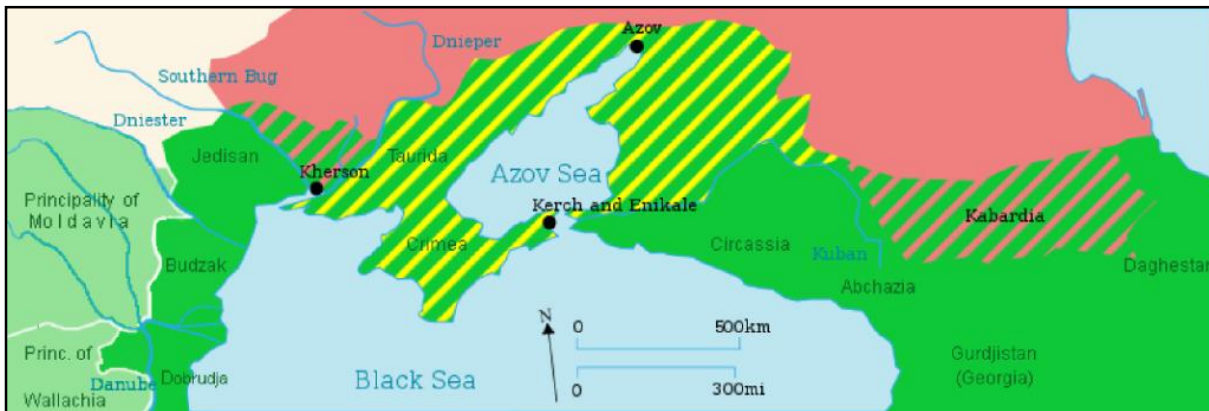 Azov
Dnieper
Southern Bug
Dniester
Jedisan
Taurida
Kherson
Azov Sea
Principality of
Moldavia
Kerch and Enikale
Kabardia
Crimea
Circassia
Kuban
Budzak
Daghestan
Abchazia
N
0
500km
0
300mi
Gurdjistan
(Georgia)
Princ. of
Wallachia
Danube
Dobrudja
Black Sea